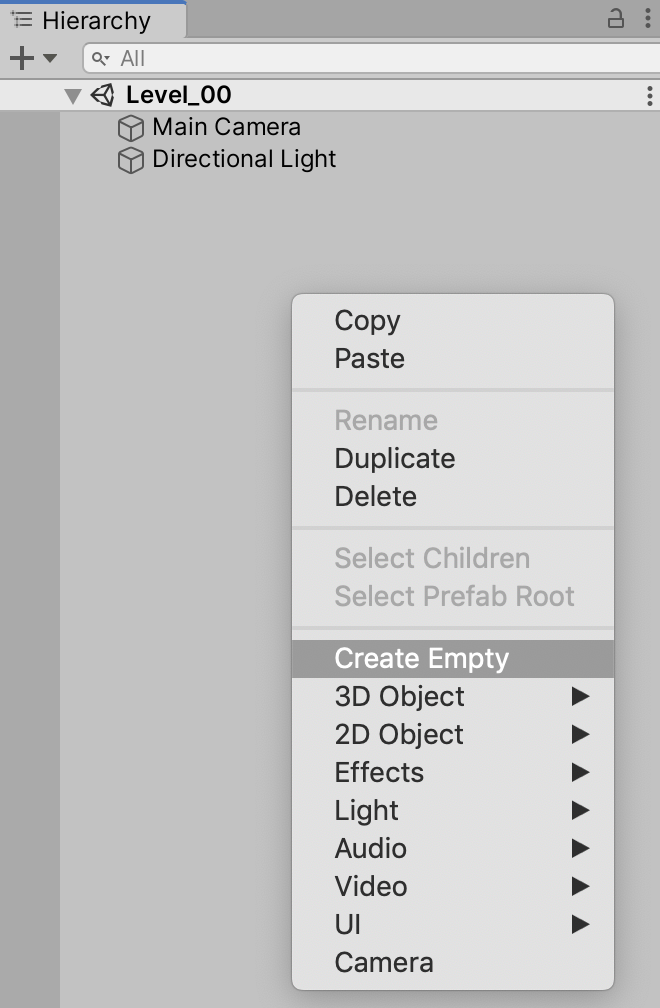 Hierarchy
All
Level_00
Main Camera
Directional Light
Copy
Paste
Rename
Duplicate
Delete
Select Children
Select Prefab Root
Create Empty
3D Object
2D Object
Effects
Light
Audio
Video
UI
Camera